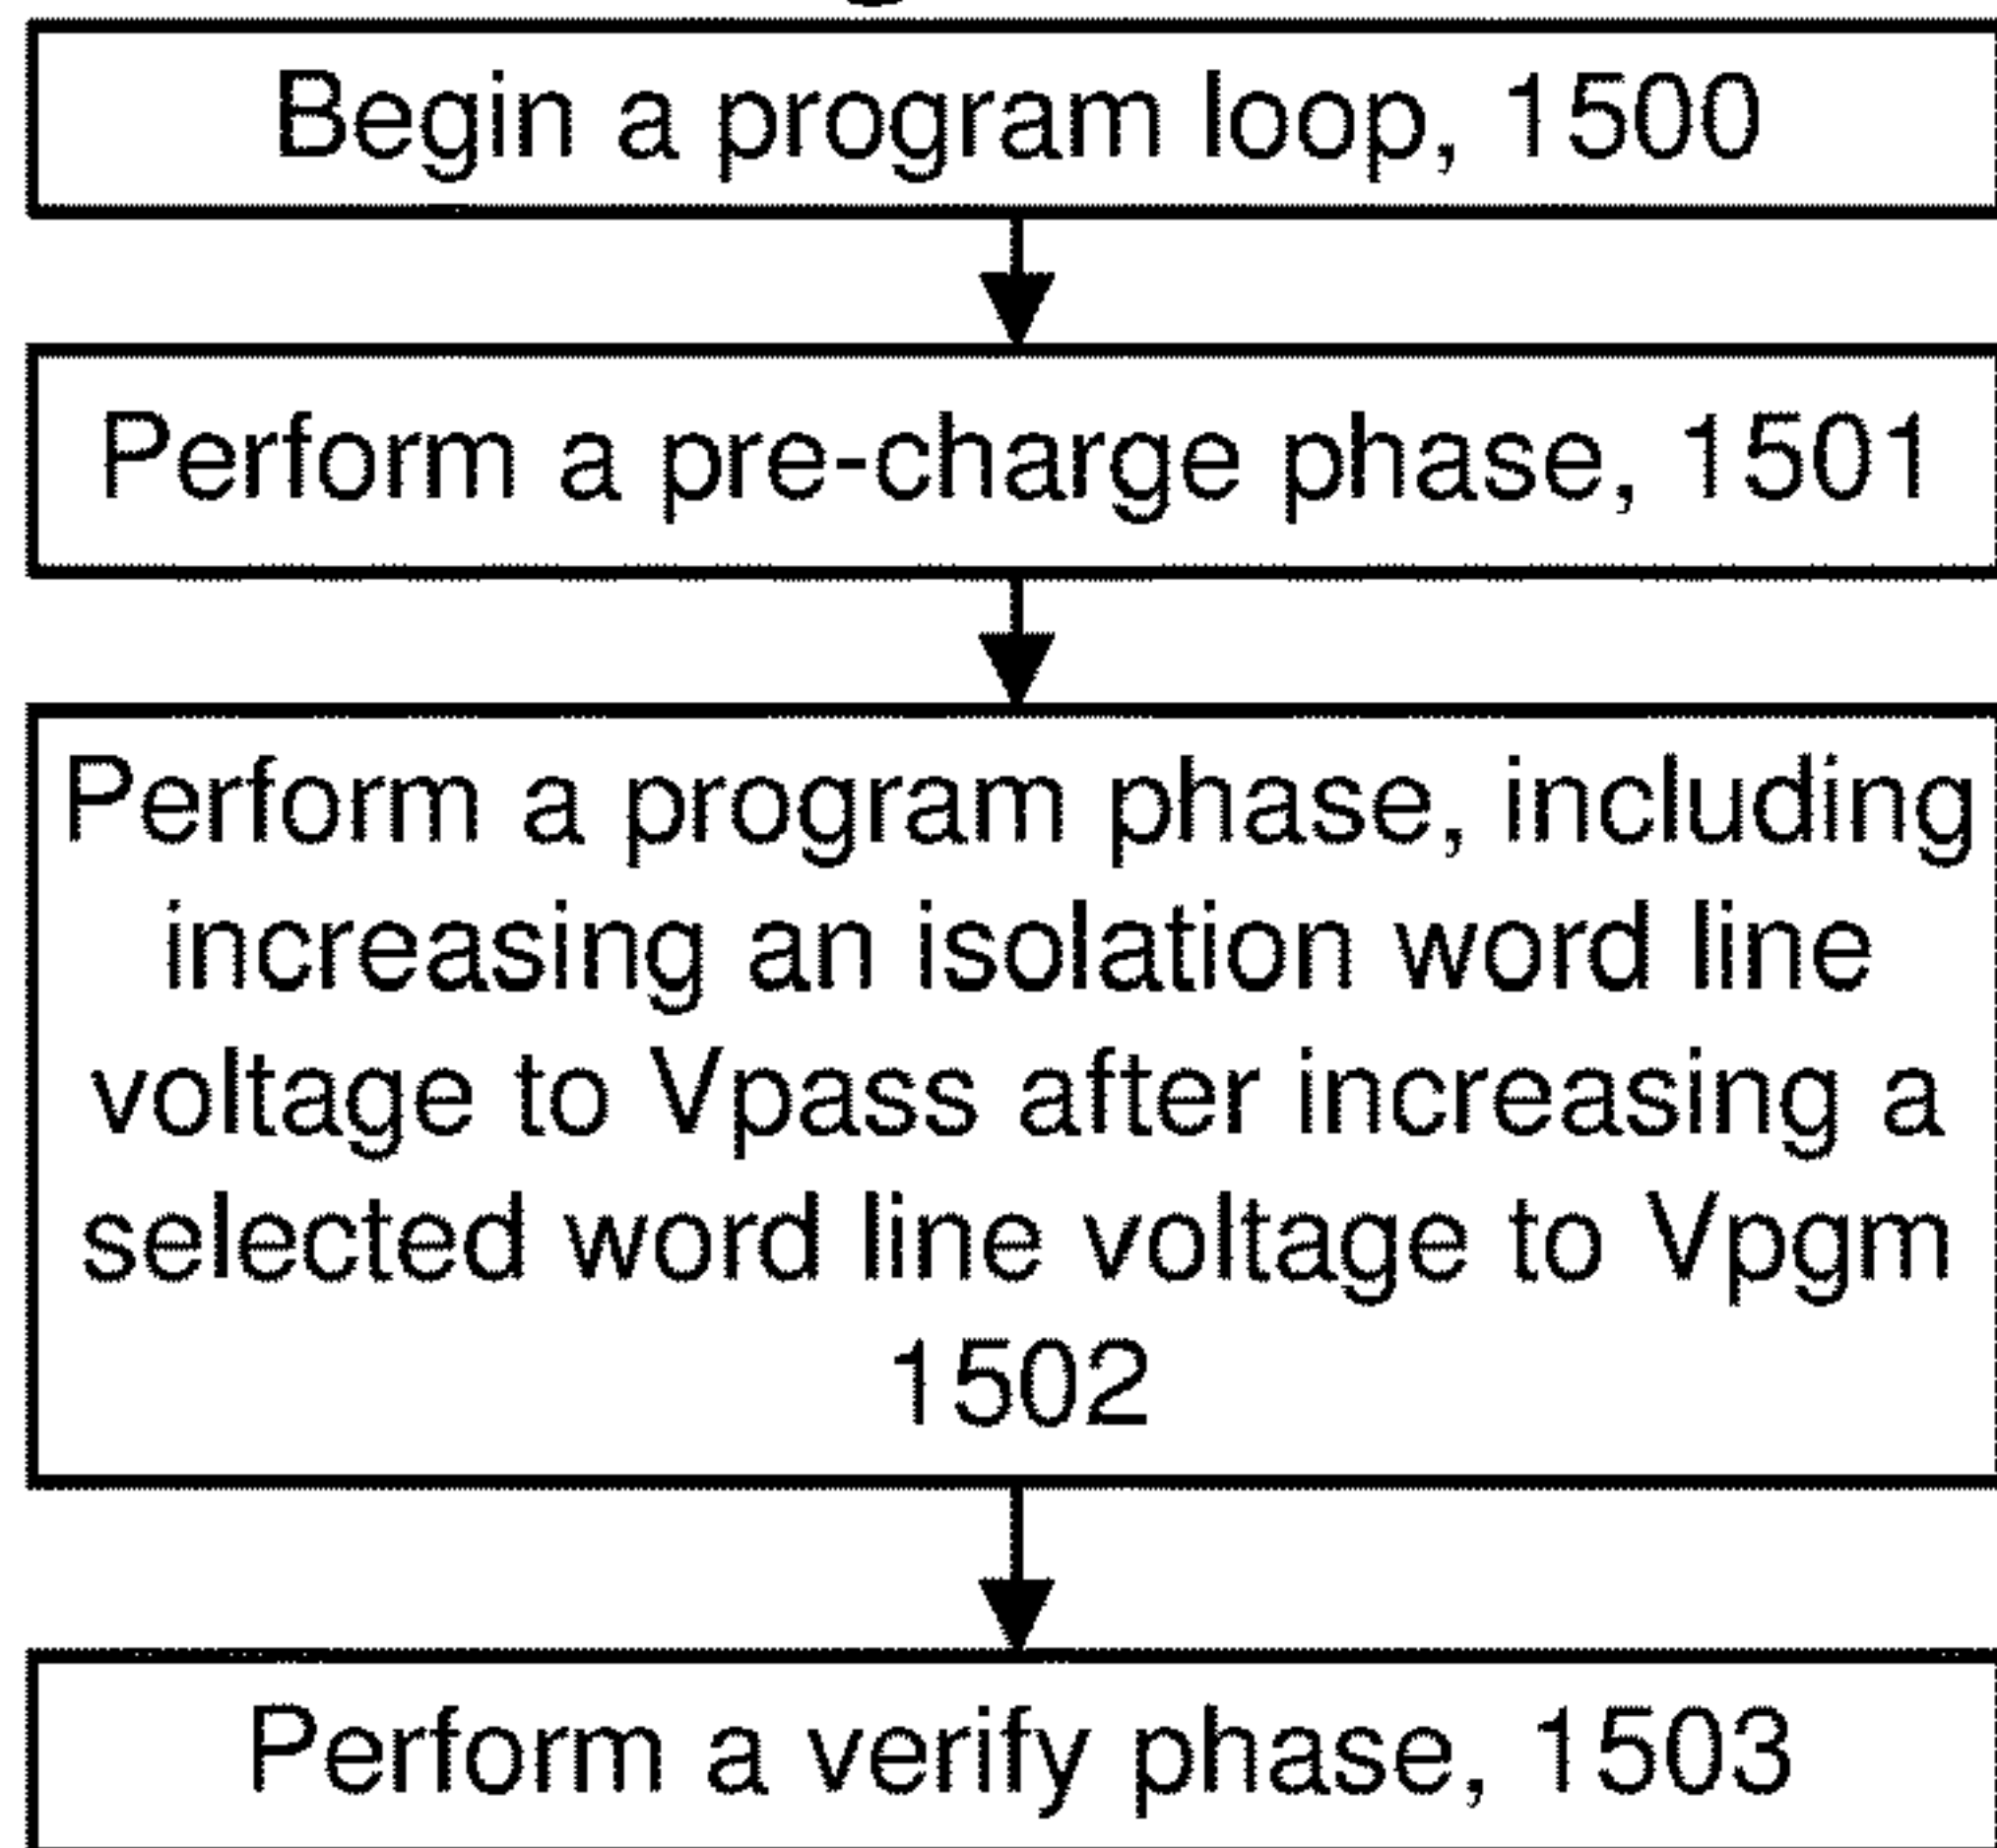 Begin a program loop, 1500
Perform a pre-charge phase, 1501
Perform a program phase, including
increasing an isolation word line
voltage to Vpass after increasing a
selected word line voltage to Vpgm
1502
Perform a verify phase, 1503